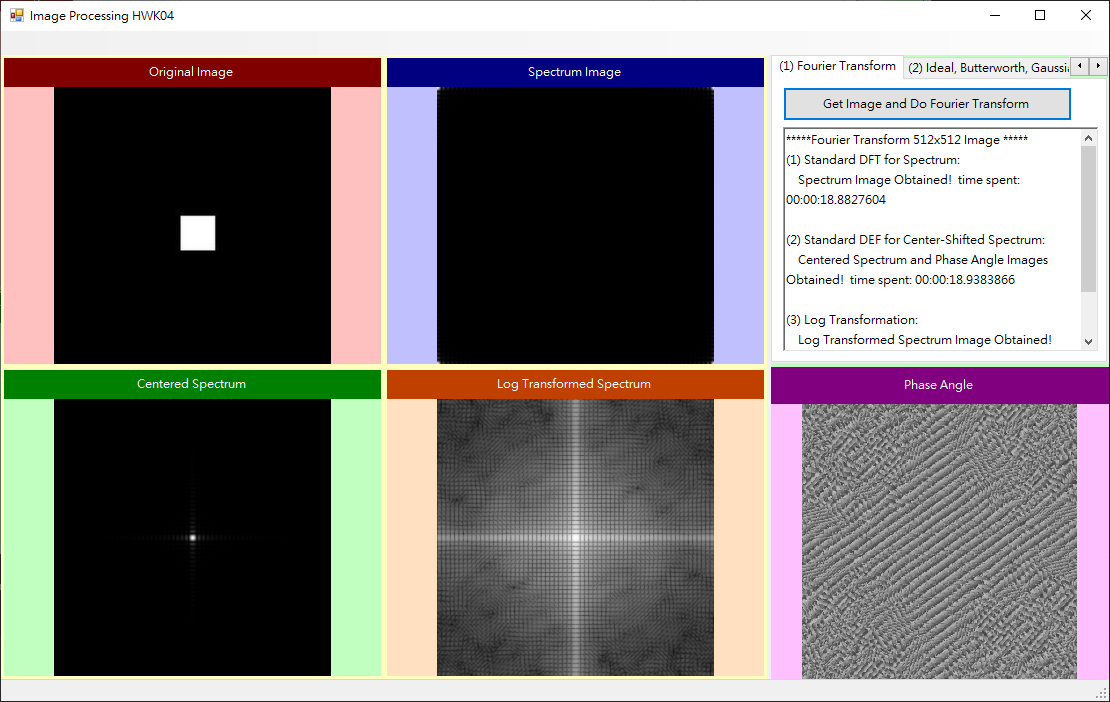 Image Processing HWK04
Original Image
Spectrum Image
(1) Fourier Transform
(2) Ideal, Butterworth, Gaussi
Get Image and Do Fourier Transform
*****Fourier Transform 512x512 Image *****
(1) Standard DFT for Spectrum:
Spectrum Image Obtained! time spent:
00:00:18.8827604
(2) Standard DEF for Center-Shifted Spectrum:
Centered Spectrum and Phase Angle Images
Obtained! time spent: 00:00:18.9383866
(3) Log Transformation:
Log Transformed Spectrum Image Obtained!
Centered Spectrum
Log Transformed Spectrum
Phase Angle